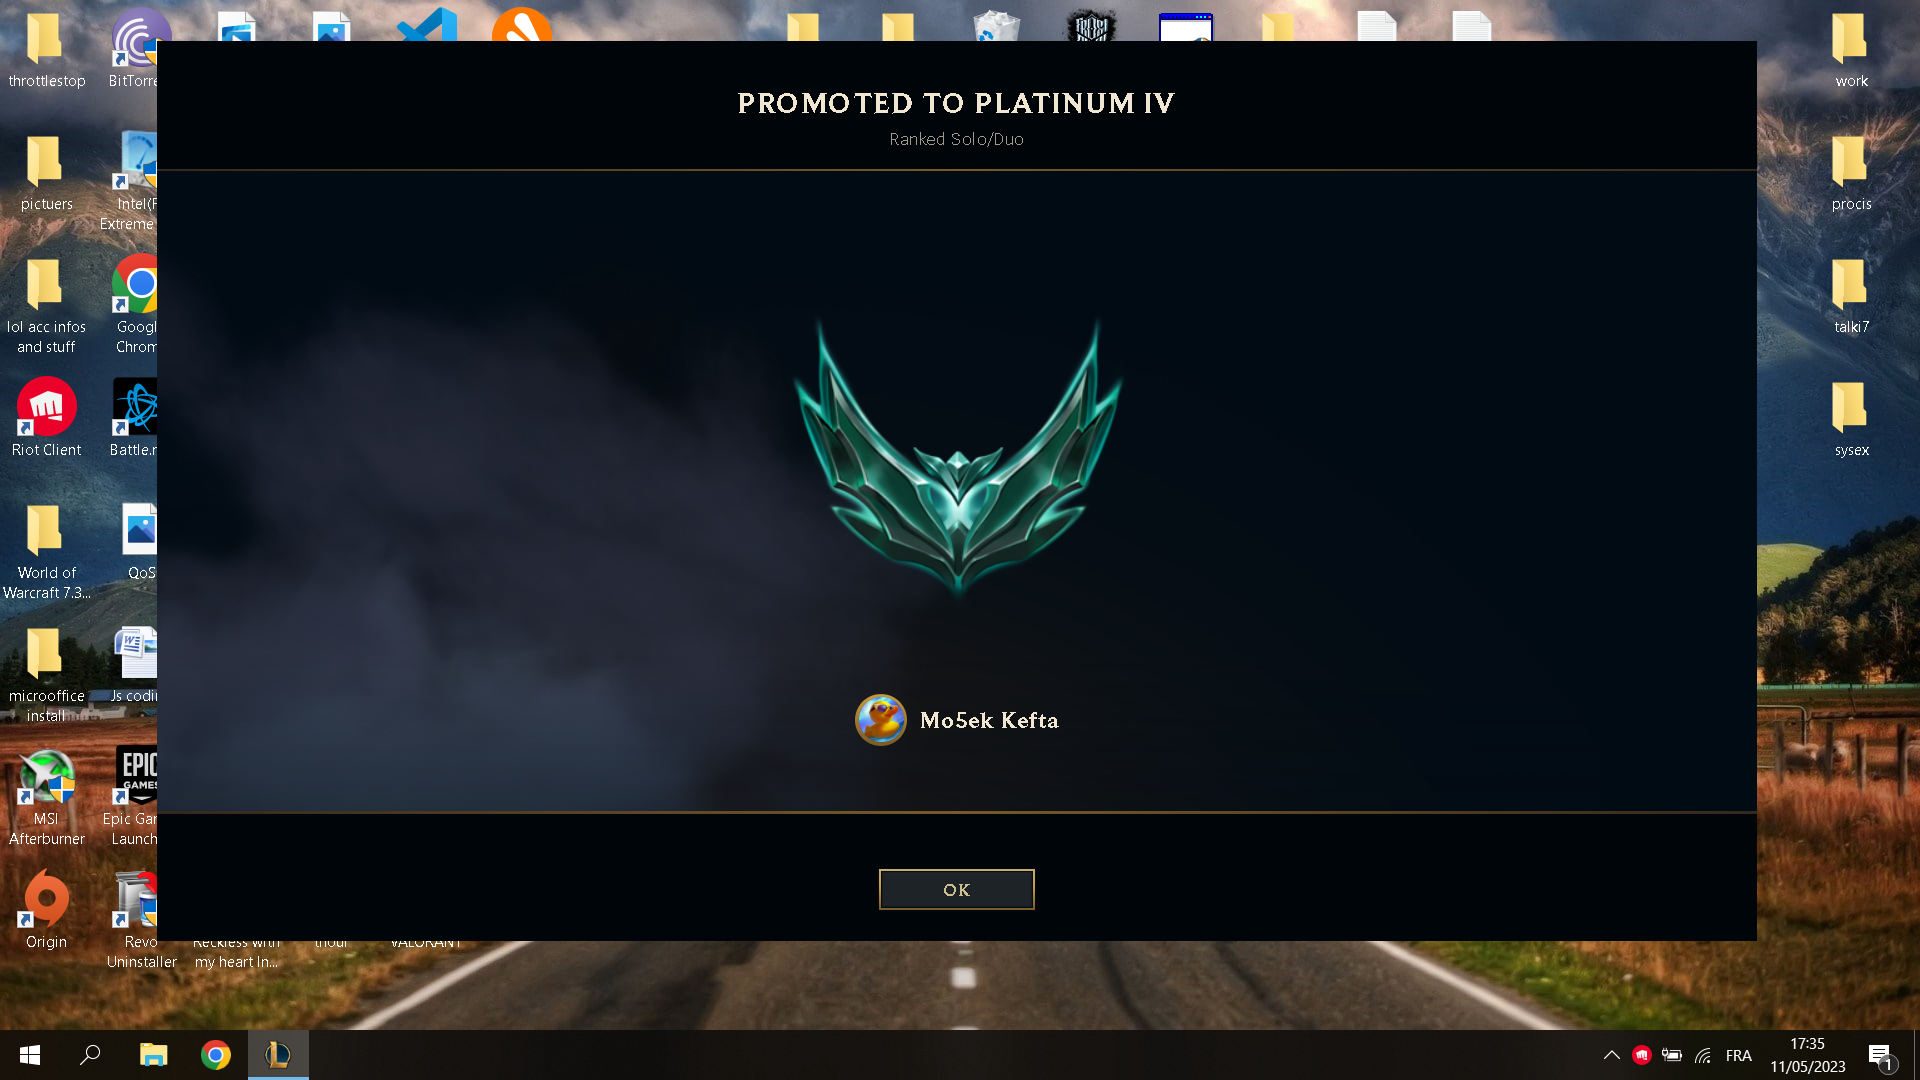 throttlestop
BitTorre
work
PROMOTED TO PLATINUM IV
Ranked Solo/Duo
pictuers
Intel(
Extreme
procis
lol acc infos
and stuff
Googl
Chrom
talki7
Riot Client
Battle.n
sysex
World of
Warcraft 7.3...
QoS
microoffice
install
Js codin
Mo5ek Kefta
EPIC
GAMES
MSI
Afterburner
Epic Gar
Launch
OK
Origin
Revo
Uninstaller
Reckless with
my heart In...
thour
VALORANT
FRA
17:35
11/05/2023
1